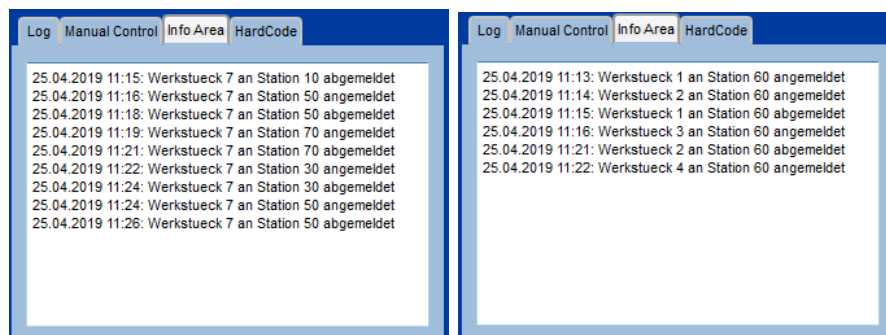 Log Manual Control Info Area HardCode
25.04.2019 11:15: Werkstueck 7 an Station 10 abgemeldet
25.04.2019 11:16: Werkstueck 7 an Station 50 angemeldet
25.04.2019 11:18: Werkstueck 7 an Station 50 abgemeldet
25.04.2019 11:19: Werkstueck 7 an Station 70 angemeldet
25.04.2019 11:21: Werkstueck 7 an Station 70 abgemeldet
25.04.2019 11:22: Werkstueck 7 an Station 30 angemeldet
25.04.2019 11:24: Werkstueck 7 an Station 30 abgemeldet
25.04.2019 11:24: Werkstueck 7 an Station 50 angemeldet
25.04.2019 11:26: Werkstueck 7 an Station 50 abgemeldet
Log Manual Control Info Area HardCode
25.04.2019 11:13: Werkstueck 1 an Station 60 angemeldet
25.04.2019 11:14: Werkstueck 2 an Station 60 angemeldet
25.04.2019 11:15: Werkstueck 1 an Station 60 abgemeldet
25.04.2019 11:16: Werkstueck 3 an Station 60 angemeldet
25.04.2019 11:21: Werkstueck 2 an Station 60 abgemeldet
25.04.2019 11:22: Werkstueck 4 an Station 60 angemeldet